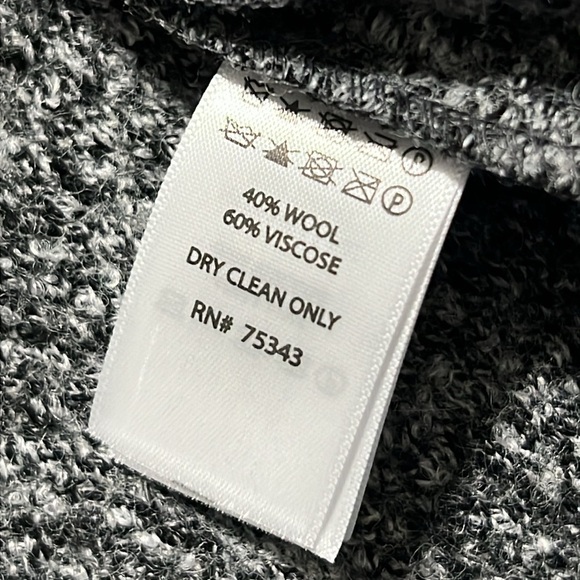 P
P
40% WOOL
60% VISCOSE
DRY CLEAN ONLY
RN# 75343